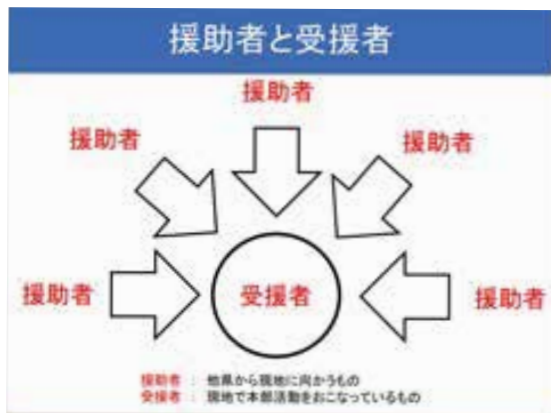 援助者と受援者
援助者
援助者
援助者
援助者
受援者
援助者
援助者 : 他県から現地に向かうもの
受援者 : 現地で本部活動をおこなっているもの